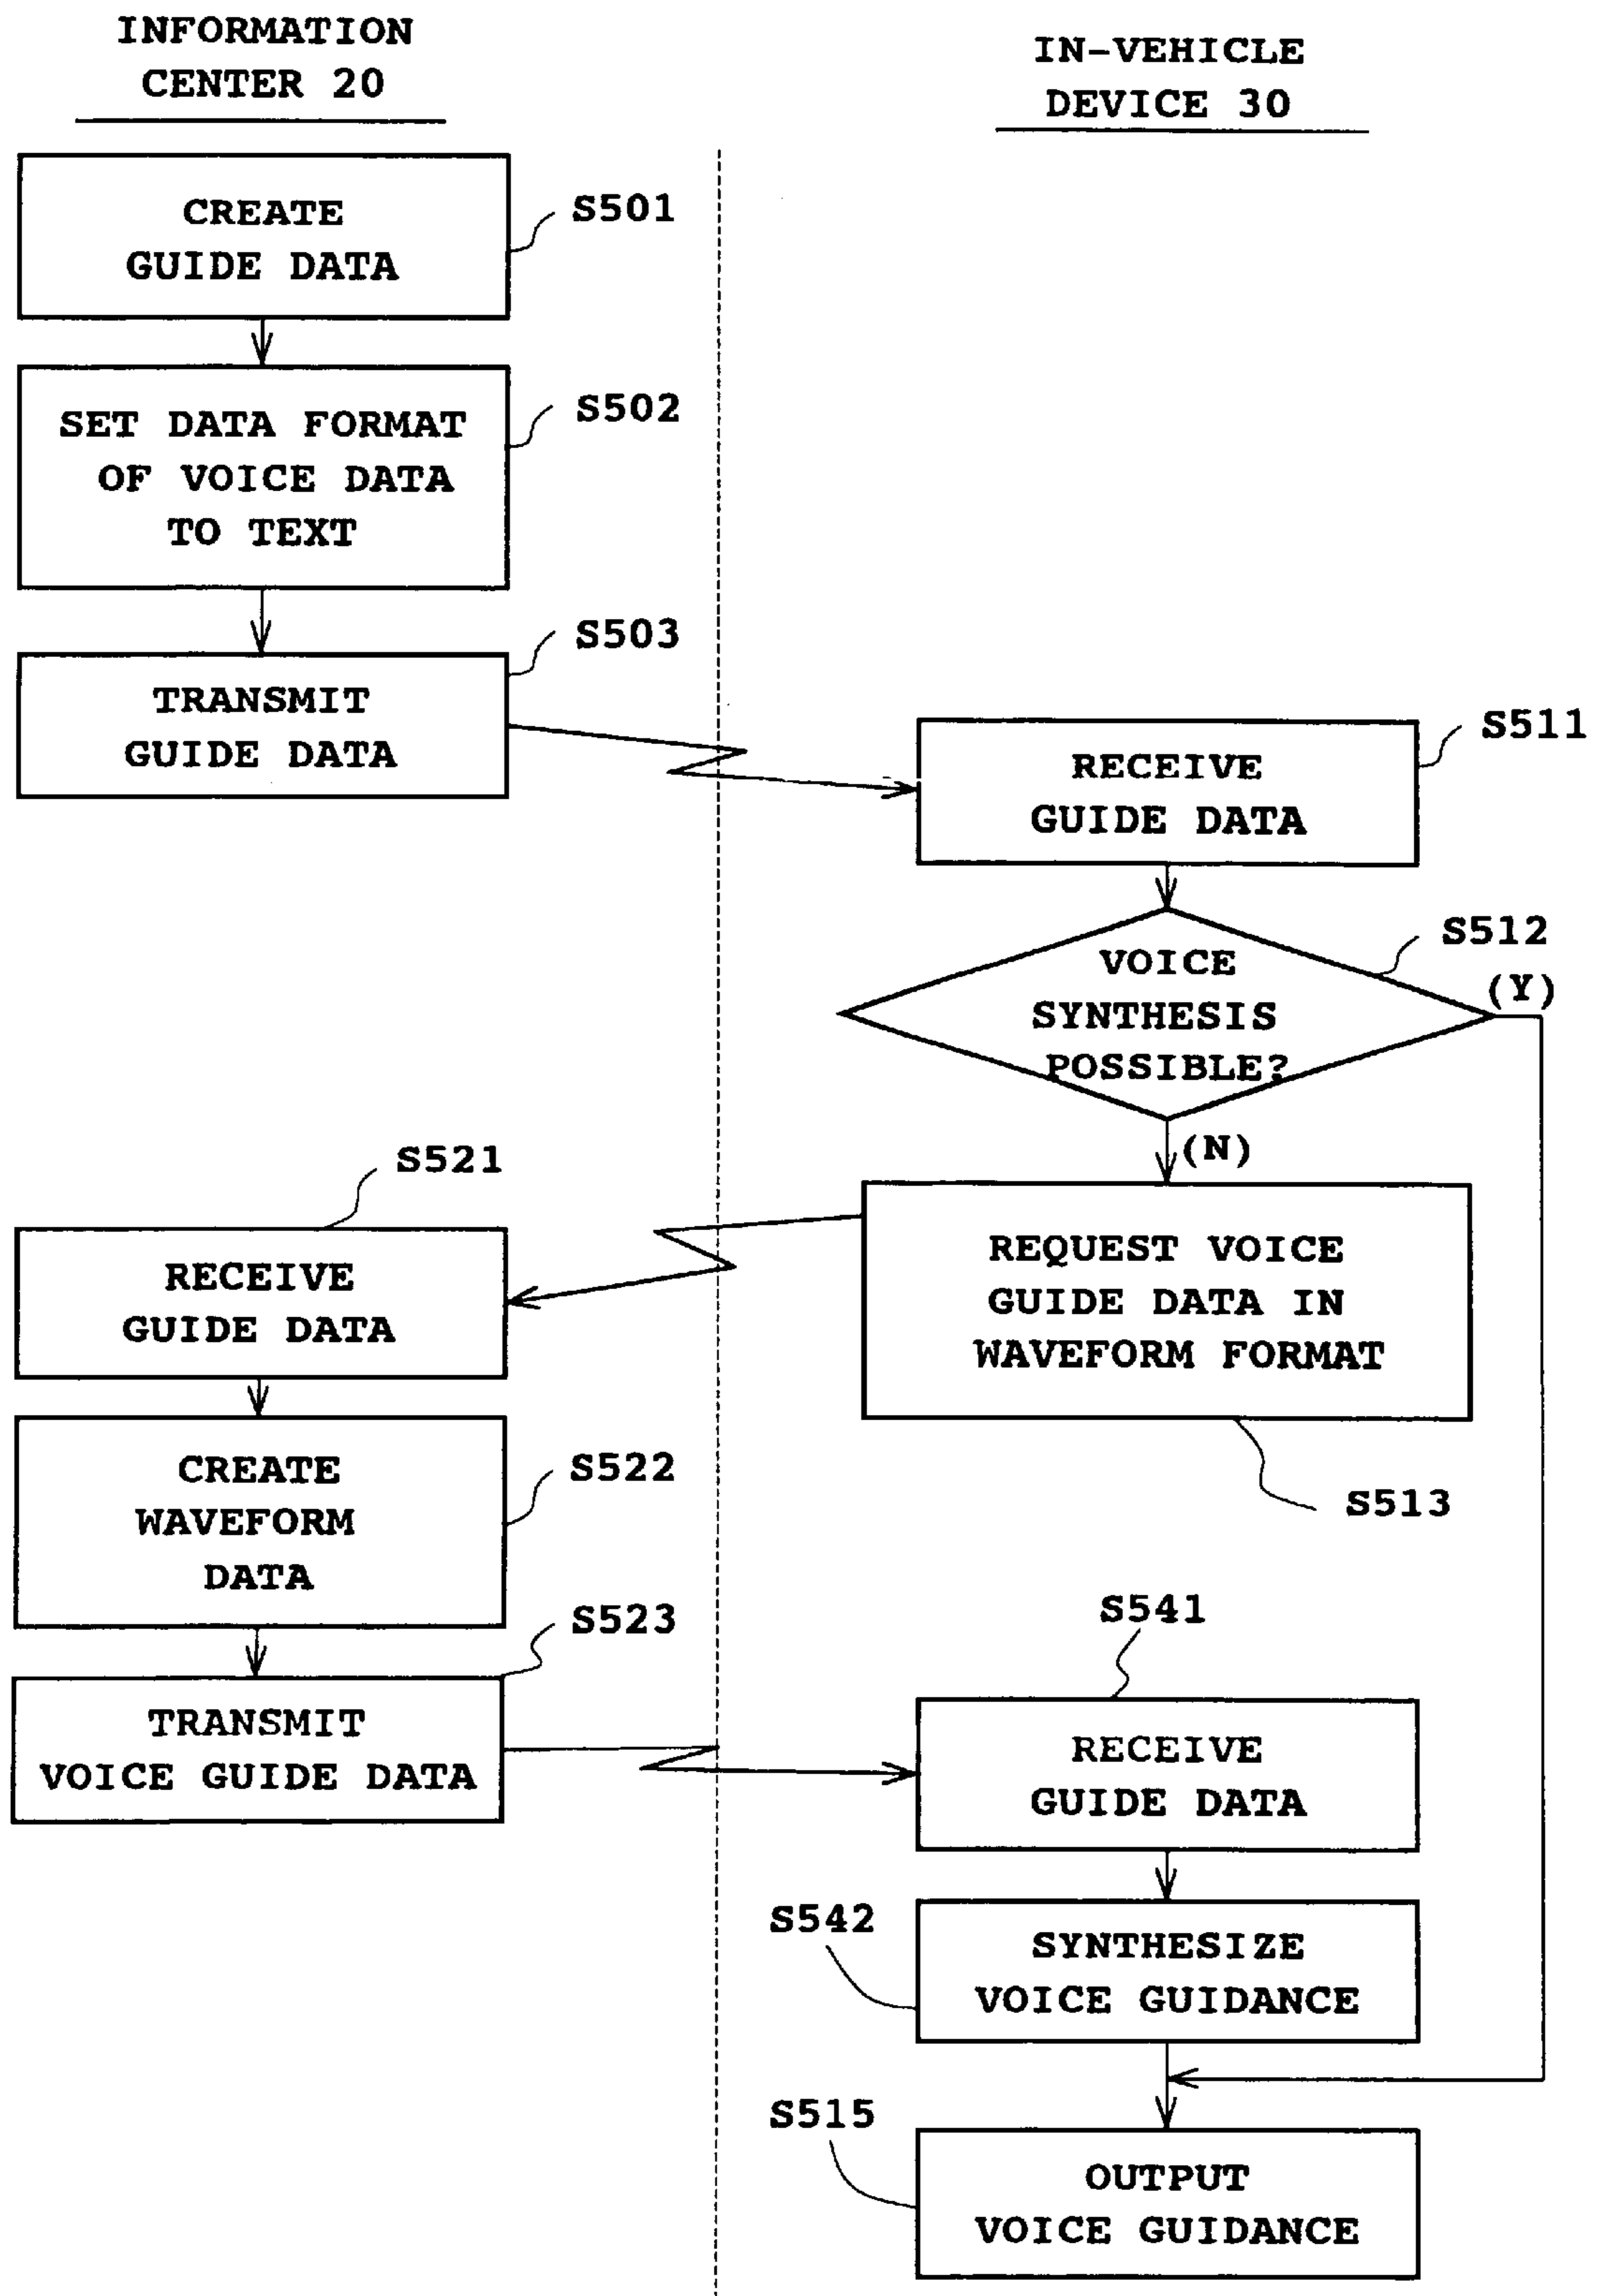 INFORMATION
CENTER 20
IN-VEHICLE
DEVICE 30
CREATE
GUIDE DATA
S501
SET DATA FORMAT
OF VOICE DATA
TO TEXT
S502
TRANSMIT
GUIDE DATA
S503
RECEIVE
GUIDE DATA
S511
VOICE
SYNTHESIS
POSSIBLE?
S512
(Y)
(N)
REQUEST VOICE
GUIDE DATA IN
WAVEFORM FORMAT
S513
S521
RECEIVE
GUIDE DATA
CREATE
WAVEFORM
DATA
S522
TRANSMIT
VOICE GUIDE DATA
S523
S541
RECEIVE
GUIDE DATA
S542
SYNTHESIZE
VOICE GUIDANCE
S515
OUTPUT
VOICE GUIDANCE